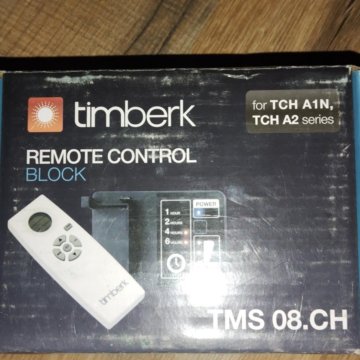 timberk
for TCH A1N,
TCH A2 series
REMOTE CONTROL
BLOCK
POWER
1 HOUR
2 HOURS
4 HOURS
6 HOURS
timberk
TMS 08.CH